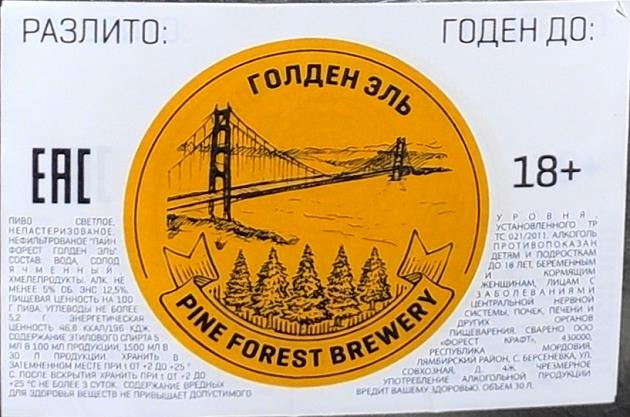 РАЗЛИТО:
ГОДЕН ДО:
ГОЛДЕН ЭЛЬ
PINE FOREST BREWERY
EAC
18+
ПИВО СВЕТЛОЕ,
НЕПАСТЕРИЗОВАНОЕ,
НЕФИЛЬТРОВАНОЕ "ПАЙН
ФОРЕСТ ГОЛДЕН ЭЛЬ".
СОСТАВ: ВОДА, СОЛОД
ЯЧМЕННЫЙ,
ХМЕЛЕПРОДУКТЫ. АЛК. НЕ
МЕНЕЕ 5% ОБ. ЭНС 12,5%.
ПИЩЕВАЯ ЦЕННОСТЬ НА 100
Г ПИВА: УГЛЕВОДЫ НЕ БОЛЕЕ
5,2 ЭНЕРГЕТИЧЕСКАЯ
ЦЕННОСТЬ 46,8 ККАЛ/196 КДЖ.
СОДЕРЖАНИЕ ЭТИЛОВОГО СПИРТА 5
МЛ В 100 МЛ ПРОДУКЦИИ, 1500 МЛ В
30 Л ПРОДУКЦИИ. ХРАНИТЬ В
ЗАТЕМНЕННОМ МЕСТЕ ПРИ t ОТ +2 ДО +25 °
С. ПОСЛЕ ВСКРЫТИЯ ХРАНИТЬ ПРИ t ОТ +2 ДО
+25 °С НЕ БОЛЕЕ 3 СУТОК. СОДЕРЖАНИЕ ВРЕДНЫХ
ДЛЯ ЗДОРОВЬЯ ВЕЩЕСТВ НЕ ПРИВЫШАЕТ ДОПУСТИМОГО
УРОВНЯ,
УСТАНОВЛЕННОГО ТР
ТС 021/2011. АЛКОГОЛЬ
ПРОТИВОПОКАЗАН
ДЕТЯМ И ПОДРОСТКАМ
ДО 18 ЛЕТ, БЕРЕМЕННЫМ
И КОРМЯЩИМ
ЖЕНЩИНАМ, ЛИЦАМ С
ЗАБОЛЕВАНИЯМИ
ЦЕНТРАЛЬНОЙ НЕРВНОЙ
СИСТЕМЫ, ПОЧЕК, ПЕЧЕНИ И
ДРУГИХ ОРГАНОВ
ПИЩЕВАРЕНИЯ. СВАРЕНО ООО
«ФОРЕСТ КРАФТ», 430000,
РЕСПУБЛИКА МОРДОВИЯ,
ЛЯМБИРСКИЙ РАЙОН, С. БЕРСЕНЕВКА, УЛ.
СОВХОЗНАЯ, Д. 4Ж ЧРЕЗМЕРНОЕ
УПОТРЕБЛЕНИЕ АЛКОГОЛЬНОЙ ПРОДУКЦИИ
ВРЕДИТ ВАШЕМУ ЗДОРОВЬЮ. ОБЪЕМ 30 Л.